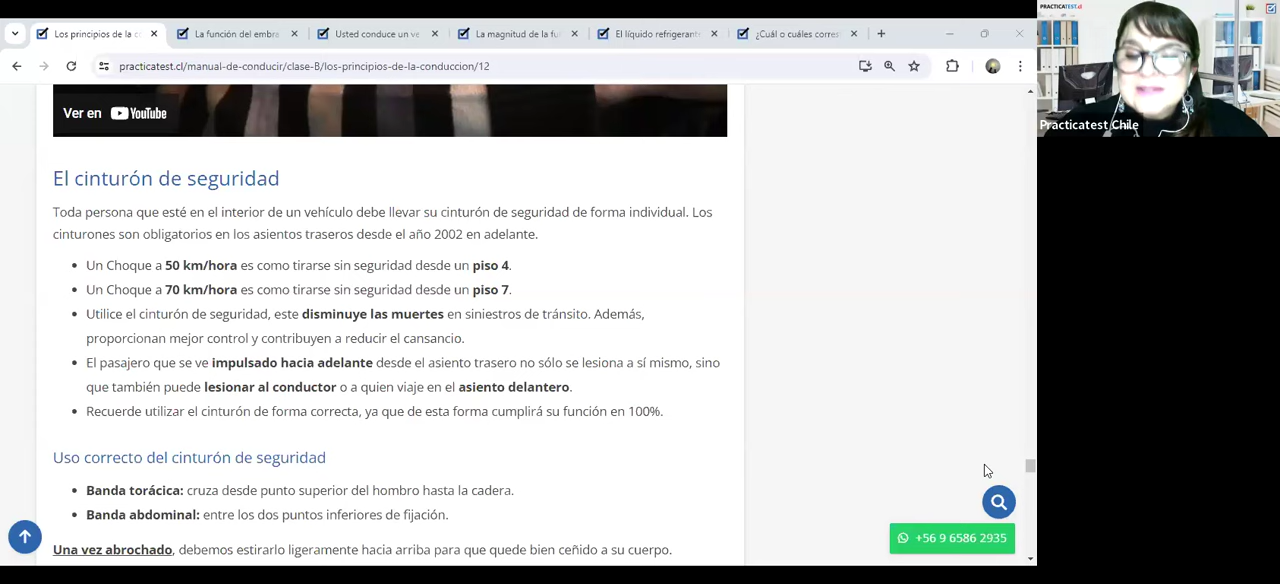 Los principios de la c
La función del embra
Usted conduce un ve
La magnitud de la fu
El líquido refrigerant
¿Cuál o cuáles corres
practicatest.cl/manual-de-conducir/clase-B/los-principios-de-la-conduccion/12
PRACTICATEST.cl
Practicatest Chile
Ver en YouTube
El cinturón de seguridad
Toda persona que esté en el interior de un vehículo debe llevar su cinturón de seguridad de forma individual. Los
cinturones son obligatorios en los asientos traseros desde el año 2002 en adelante.
Un Choque a 50 km/hora es como tirarse sin seguridad desde un piso 4.
Un Choque a 70 km/hora es como tirarse sin seguridad desde un piso 7.
Utilice el cinturón de seguridad, este disminuye las muertes en siniestros de tránsito. Además,
proporcionan mejor control y contribuyen a reducir el cansancio.
El pasajero que se ve impulsado hacia adelante desde el asiento trasero no sólo se lesiona a sí mismo, sino
que también puede lesionar al conductor o a quien viaje en el asiento delantero.
Recuerde utilizar el cinturón de forma correcta, ya que de esta forma cumplirá su función en 100%.
Uso correcto del cinturón de seguridad
Banda torácica: cruza desde punto superior del hombro hasta la cadera.
Banda abdominal: entre los dos puntos inferiores de fijación.
+56 9 6586 2935
Una vez abrochado, debemos estirarlo ligeramente hacia arriba para que quede bien ceñido a su cuerpo.